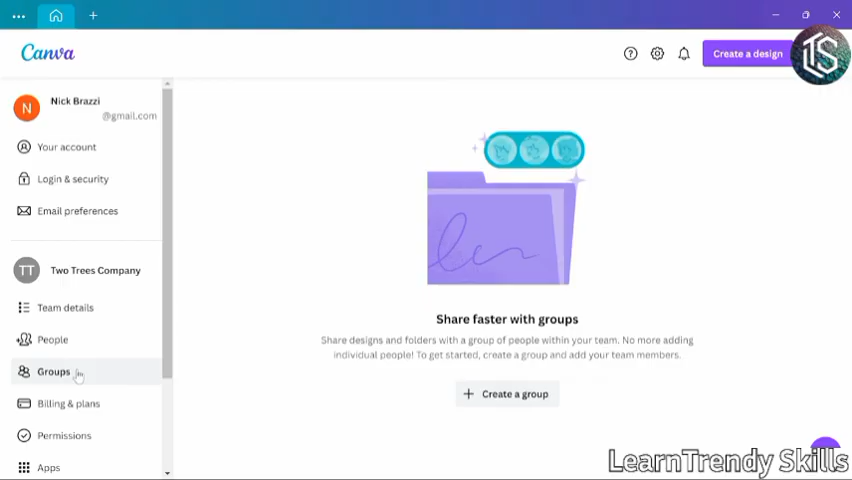 Canva
Create a design
TS
N
Nick Brazzi
@gmail.com
Your account
Login & security
Email preferences
TT
Two Trees Company
Team details
People
Groups
Billing & plans
Permissions
Apps
Share faster with groups
Share designs and folders with a group of people within your team. No more adding
individual people! To get started, create a group and add your team members.
+ Create a group
LearnTrendy Skills